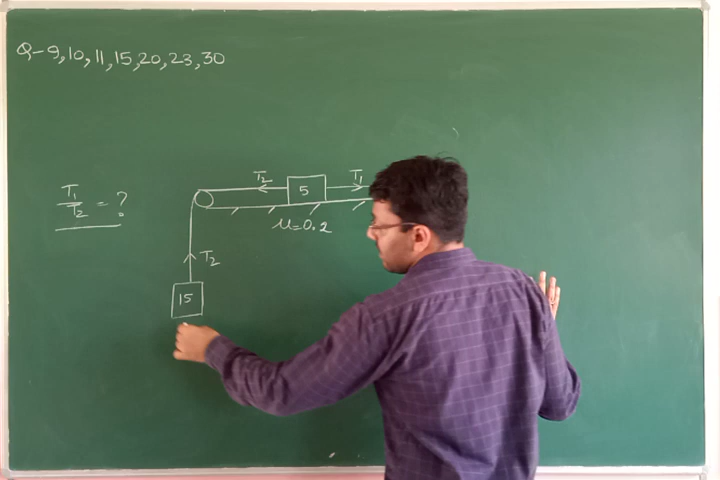 Q-9,10,11,15,20,23,30
T₂ 5 T₁
T₁/T₂ = ?
μ=0.2
T₂
15